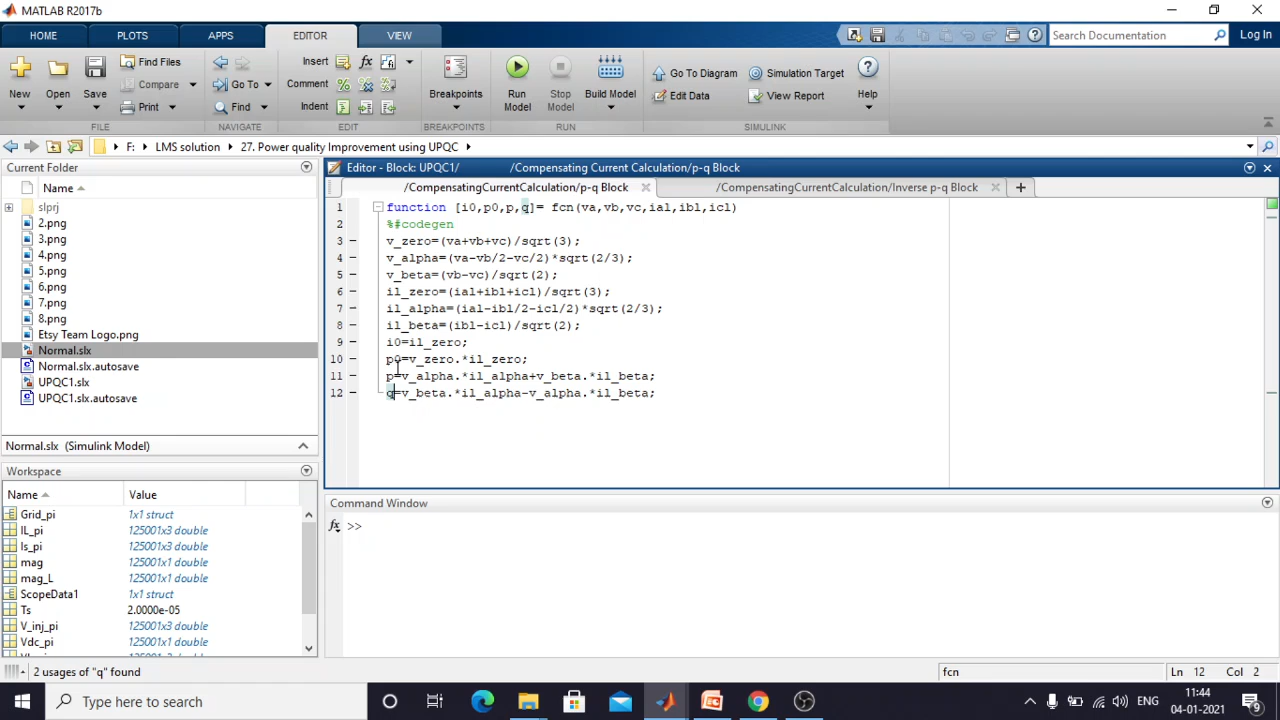 MATLAB R2017b
HOME PLOTS APPS EDITOR VIEW Search Documentation Log In
New Open Save Find Files Compare Print
FILE
Go To Find
NAVIGATE
Insert fx
Comment
Indent
EDIT
Breakpoints
BREAKPOINTS
Run Model Stop Model Build Model
RUN
Go To Diagram Simulation Target
Edit Data View Report
Help
SIMULINK
F: LMS solution 27. Power quality Improvement using UPQC
Current Folder
Name
slprj
2.png
3.png
4.png
5.png
6.png
7.png
8.png
Etsy Team Logo.png
Normal.slx
Normal.slx.autosave
UPQC1.slx
UPQC1.slx.autosave
Normal.slx (Simulink Model)
Workspace
Name Value
Grid_pi 1x1 struct
IL_pi 125001x3 double
Is_pi 125001x3 double
mag 125001x1 double
mag_L 125001x1 double
ScopeData1 1x1 struct
Ts 2.0000e-05
V_inj_pi 125001x3 double
Vdc_pi 125001x1 double
Editor - Block: UPQC1/ /Compensating Current Calculation/p-q Block
/CompensatingCurrentCalculation/p-q Block /CompensatingCurrentCalculation/Inverse p-q Block
1 function [i0,p0,p,q]= fcn(va,vb,vc,ial,ibl,icl)
2 %#codegen
3 v_zero=(va+vb+vc)/sqrt(3);
4 v_alpha=(va-vb/2-vc/2)*sqrt(2/3);
5 v_beta=(vb-vc)/sqrt(2);
6 il_zero=(ial+ibl+icl)/sqrt(3);
7 il_alpha=(ial-ibl/2-icl/2)*sqrt(2/3);
8 il_beta=(ibl-icl)/sqrt(2);
9 i0=il_zero;
10 p0=v_zero.*il_zero;
11 p=v_alpha.*il_alpha+v_beta.*il_beta;
12 q=v_beta.*il_alpha-v_alpha.*il_beta;
Command Window
fx >>
2 usages of "q" found fcn Ln 12 Col 2
Type here to search
ENG
11:44
04-01-2021
9